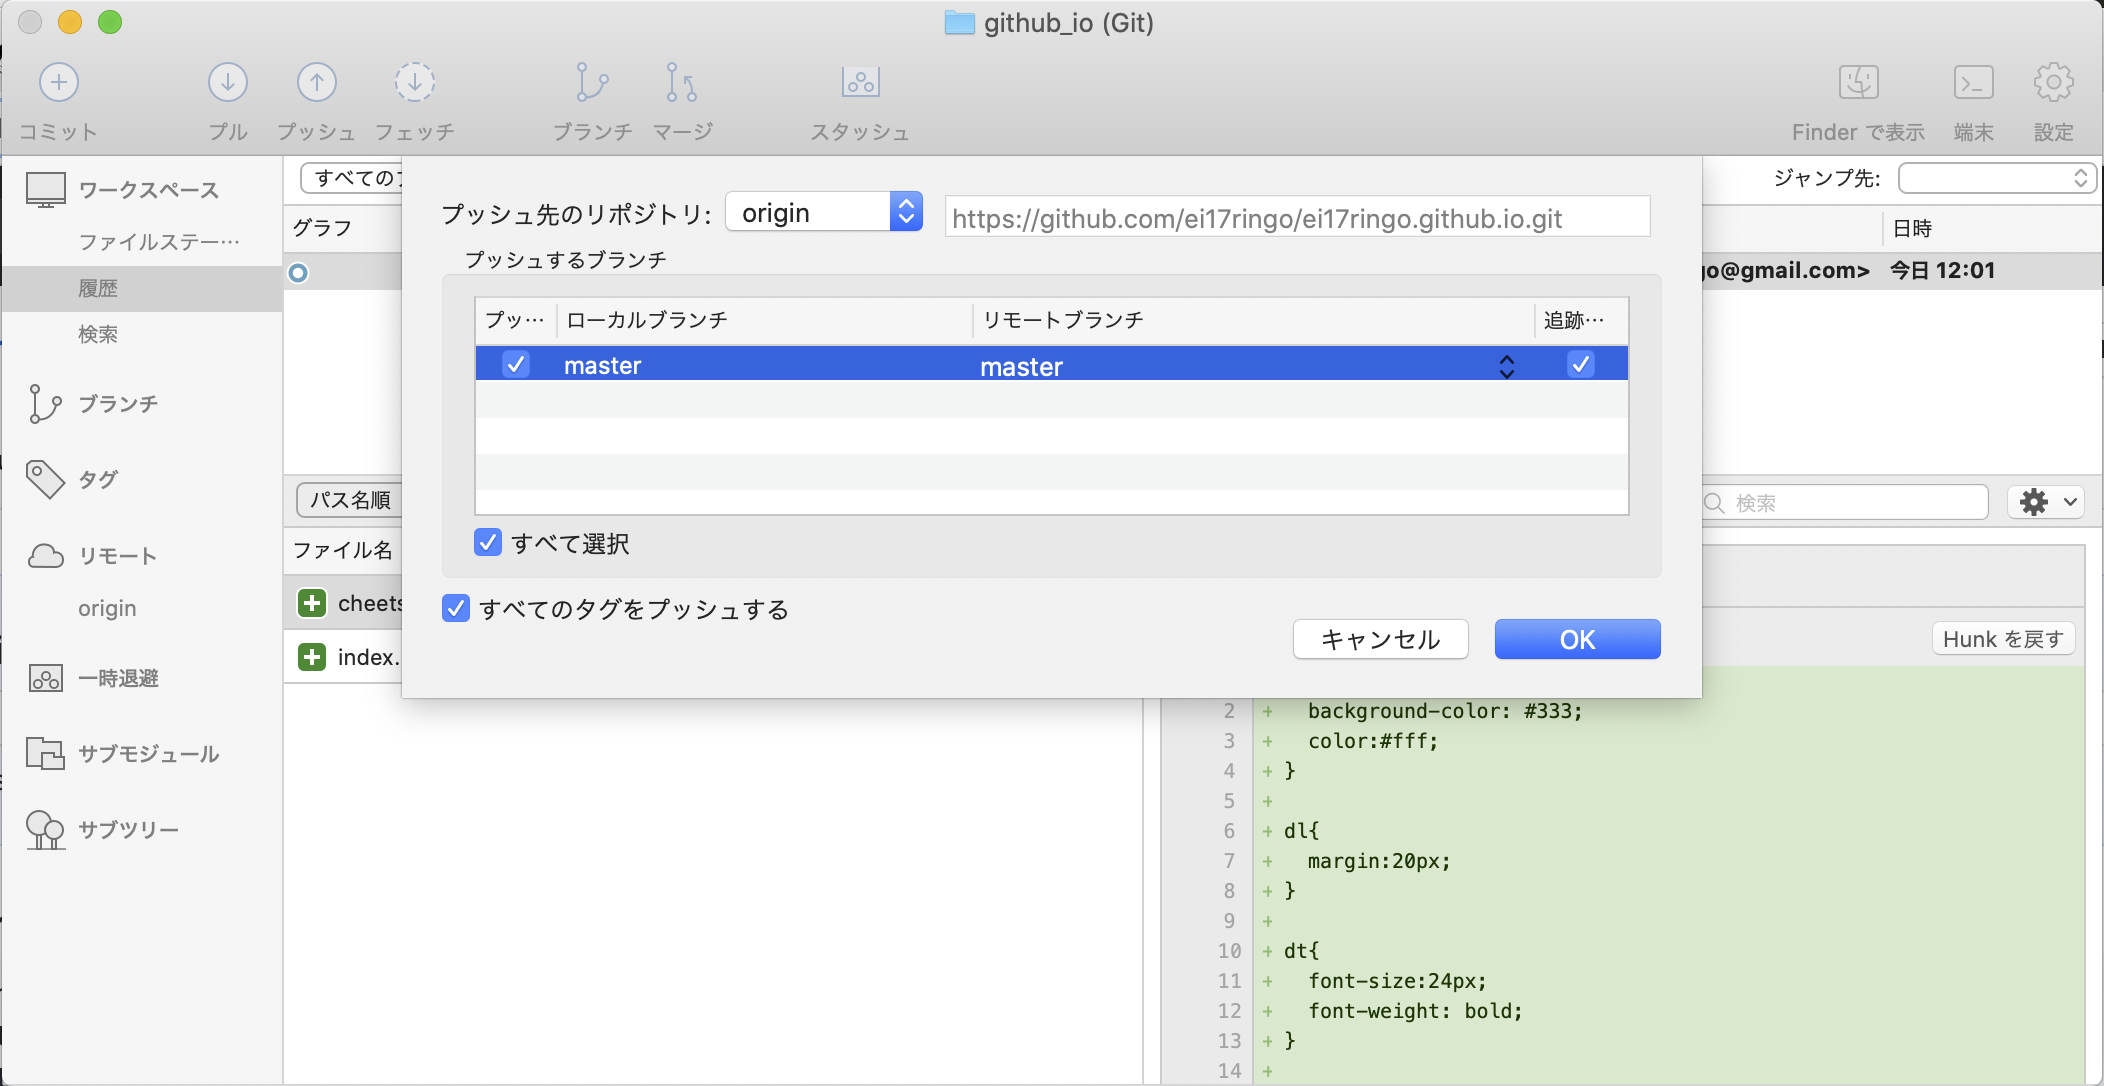 github_io (Git)
コミット
プル
プッシュ
フェッチ
ブランチ
マージ
スタッシュ
Finder で表示
端末
設定
ワークスペース
ファイルステー…
履歴
検索
ブランチ
タグ
リモート
origin
一時退避
サブモジュール
サブツリー
すべての
ジャンプ先:
グラフ
日時
go@gmail.com> 今日 12:01
プッシュ先のリポジトリ: origin https://github.com/ei17ringo/ei17ringo.github.io.git
プッシュするブランチ
プッ… ローカルブランチ リモートブランチ 追跡…
master master
すべて選択
すべてのタグをプッシュする
キャンセル OK
パス名順
検索
ファイル名
cheets
index.
Hunk を戻す
2 + background-color: #333;
3 + color:#fff;
4 + }
5 +
6 + dl{
7 + margin:20px;
8 + }
9 +
10 + dt{
11 + font-size:24px;
12 + font-weight: bold;
13 + }
14 +